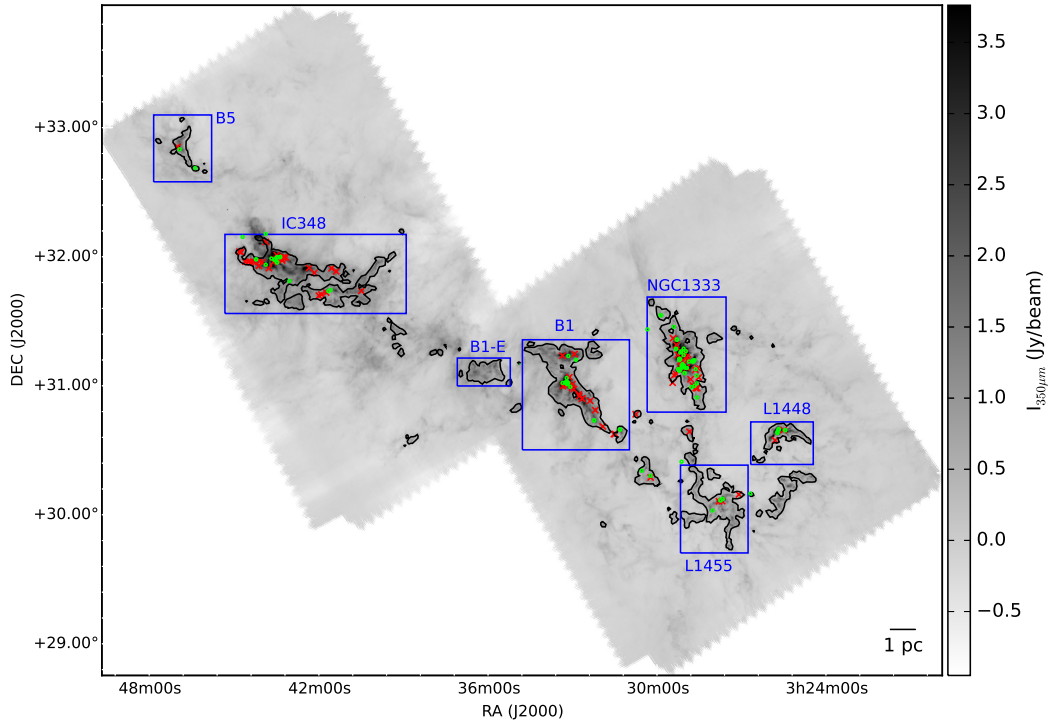 +33.00°
+32.00°
+31.00°
+30.00°
+29.00°
DEC (J2000)
B5
IC348
B1-E
B1
NGC1333
L1448
L1455
1 pc
48m00s
42m00s
36m00s
30m00s
3h24m00s
RA (J2000)
3.5
3.0
2.5
2.0
1.5
1.0
0.5
0.0
−0.5
I350μm (Jy/beam)